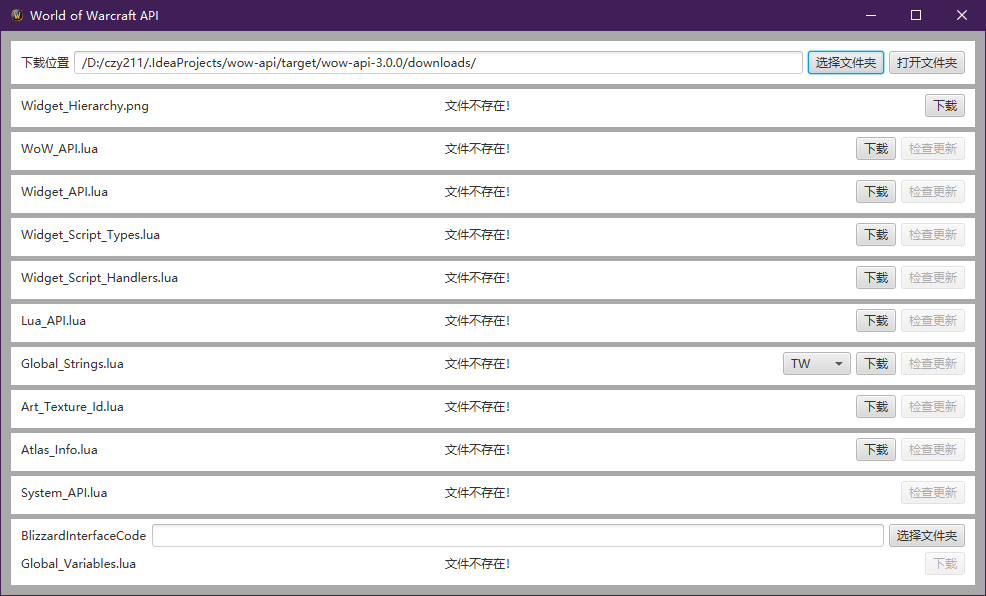 World of Warcraft API
下载位置 /D:/czy211/.IdeaProjects/wow-api/target/wow-api-3.0.0/downloads/ 选择文件夹 打开文件夹
Widget_Hierarchy.png 文件不存在! 下载
WoW_API.lua 文件不存在! 下载 检查更新
Widget_API.lua 文件不存在! 下载 检查更新
Widget_Script_Types.lua 文件不存在! 下载 检查更新
Widget_Script_Handlers.lua 文件不存在! 下载 检查更新
Lua_API.lua 文件不存在! 下载 检查更新
Global_Strings.lua 文件不存在! TW 下载 检查更新
Art_Texture_Id.lua 文件不存在! 下载 检查更新
Atlas_Info.lua 文件不存在! 下载 检查更新
System_API.lua 文件不存在! 检查更新
BlizzardInterfaceCode 选择文件夹
Global_Variables.lua 文件不存在! 下载